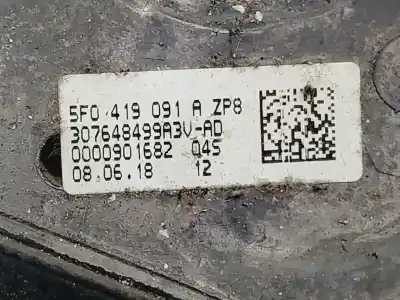 5F0 419 091 A ZP8
307648499A3V-AD
0000901682 Q4S
08.06.18 12